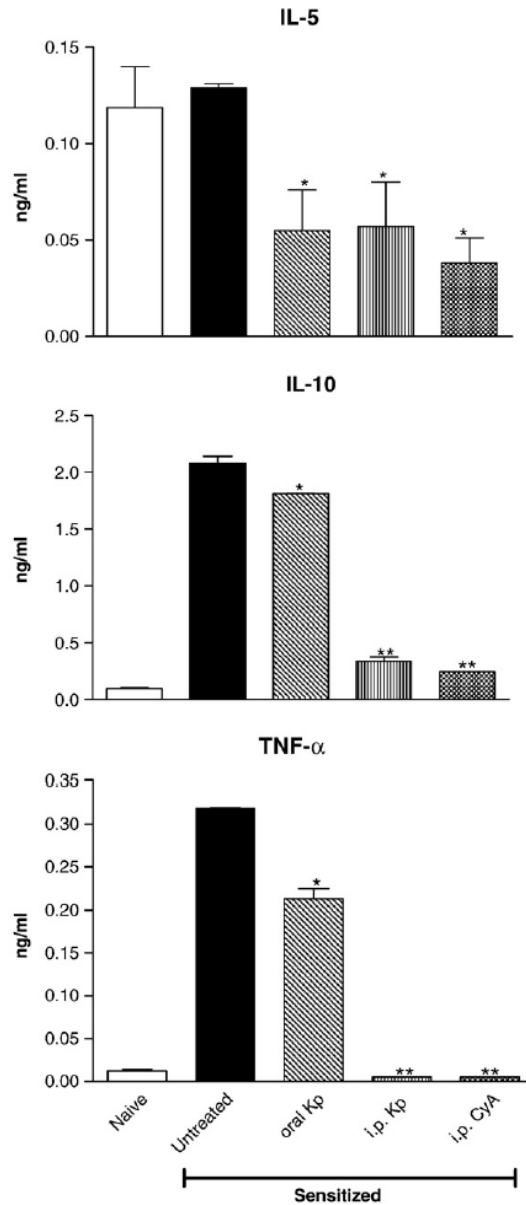 IL-5
0.15
0.10
0.05
0.00
ng/ml
*
*
*
IL-10
2.5
2.0
1.5
1.0
0.5
0.0
ng/ml
*
**
**
TNF-α
0.35
0.30
0.25
0.20
0.15
0.10
0.05
0.00
ng/ml
*
**
**
Naive
Untreated
oral Kp
i.p. Kp
i.p. CyA
Sensitized